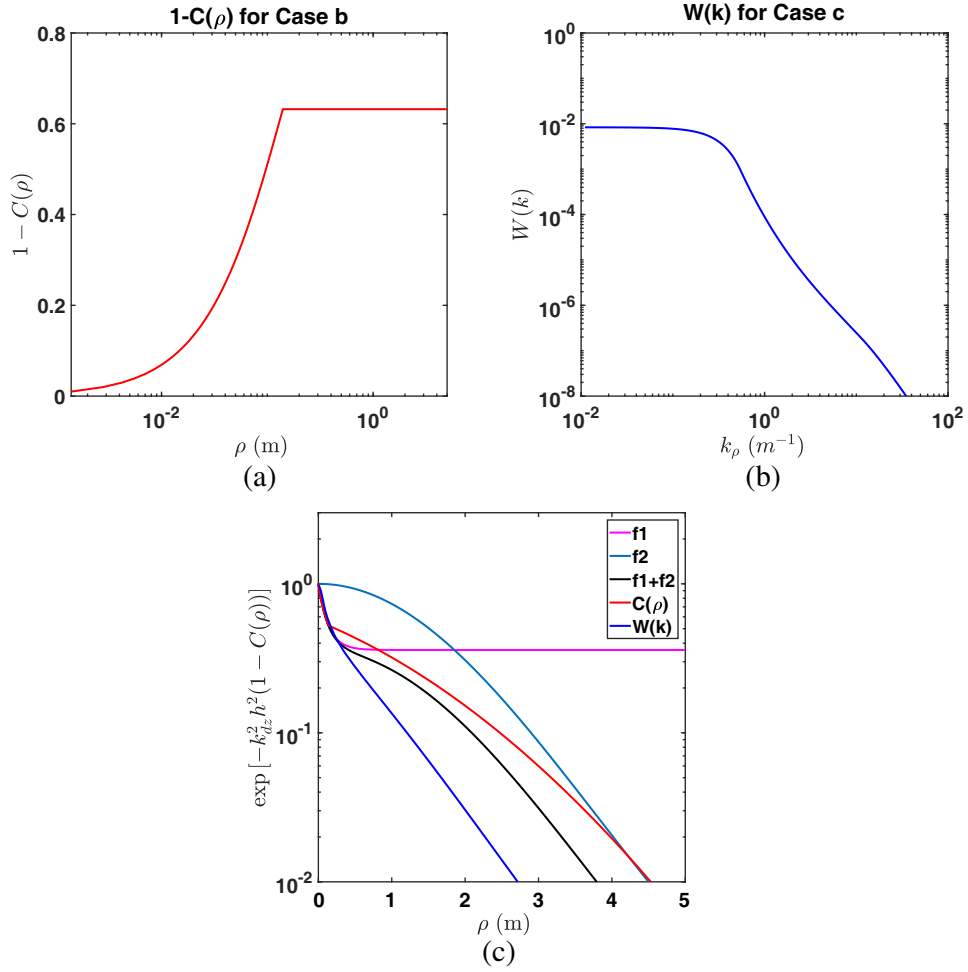 1-C(ρ) for Case b
0.8
0.6
0.4
0.2
0
1 − C(ρ)
10^-2
10^0
ρ (m)
(a)
W(k) for Case c
10^0
10^-2
10^-4
10^-6
10^-8
W(k)
10^-2
10^0
10^2
k_ρ (m^−1)
(b)
f1
f2
f1+f2
C(ρ)
W(k)
10^0
10^-1
10^-2
exp [−k_dz^2 h^2(1 − C(ρ))]
0 1 2 3 4 5
ρ (m)
(c)